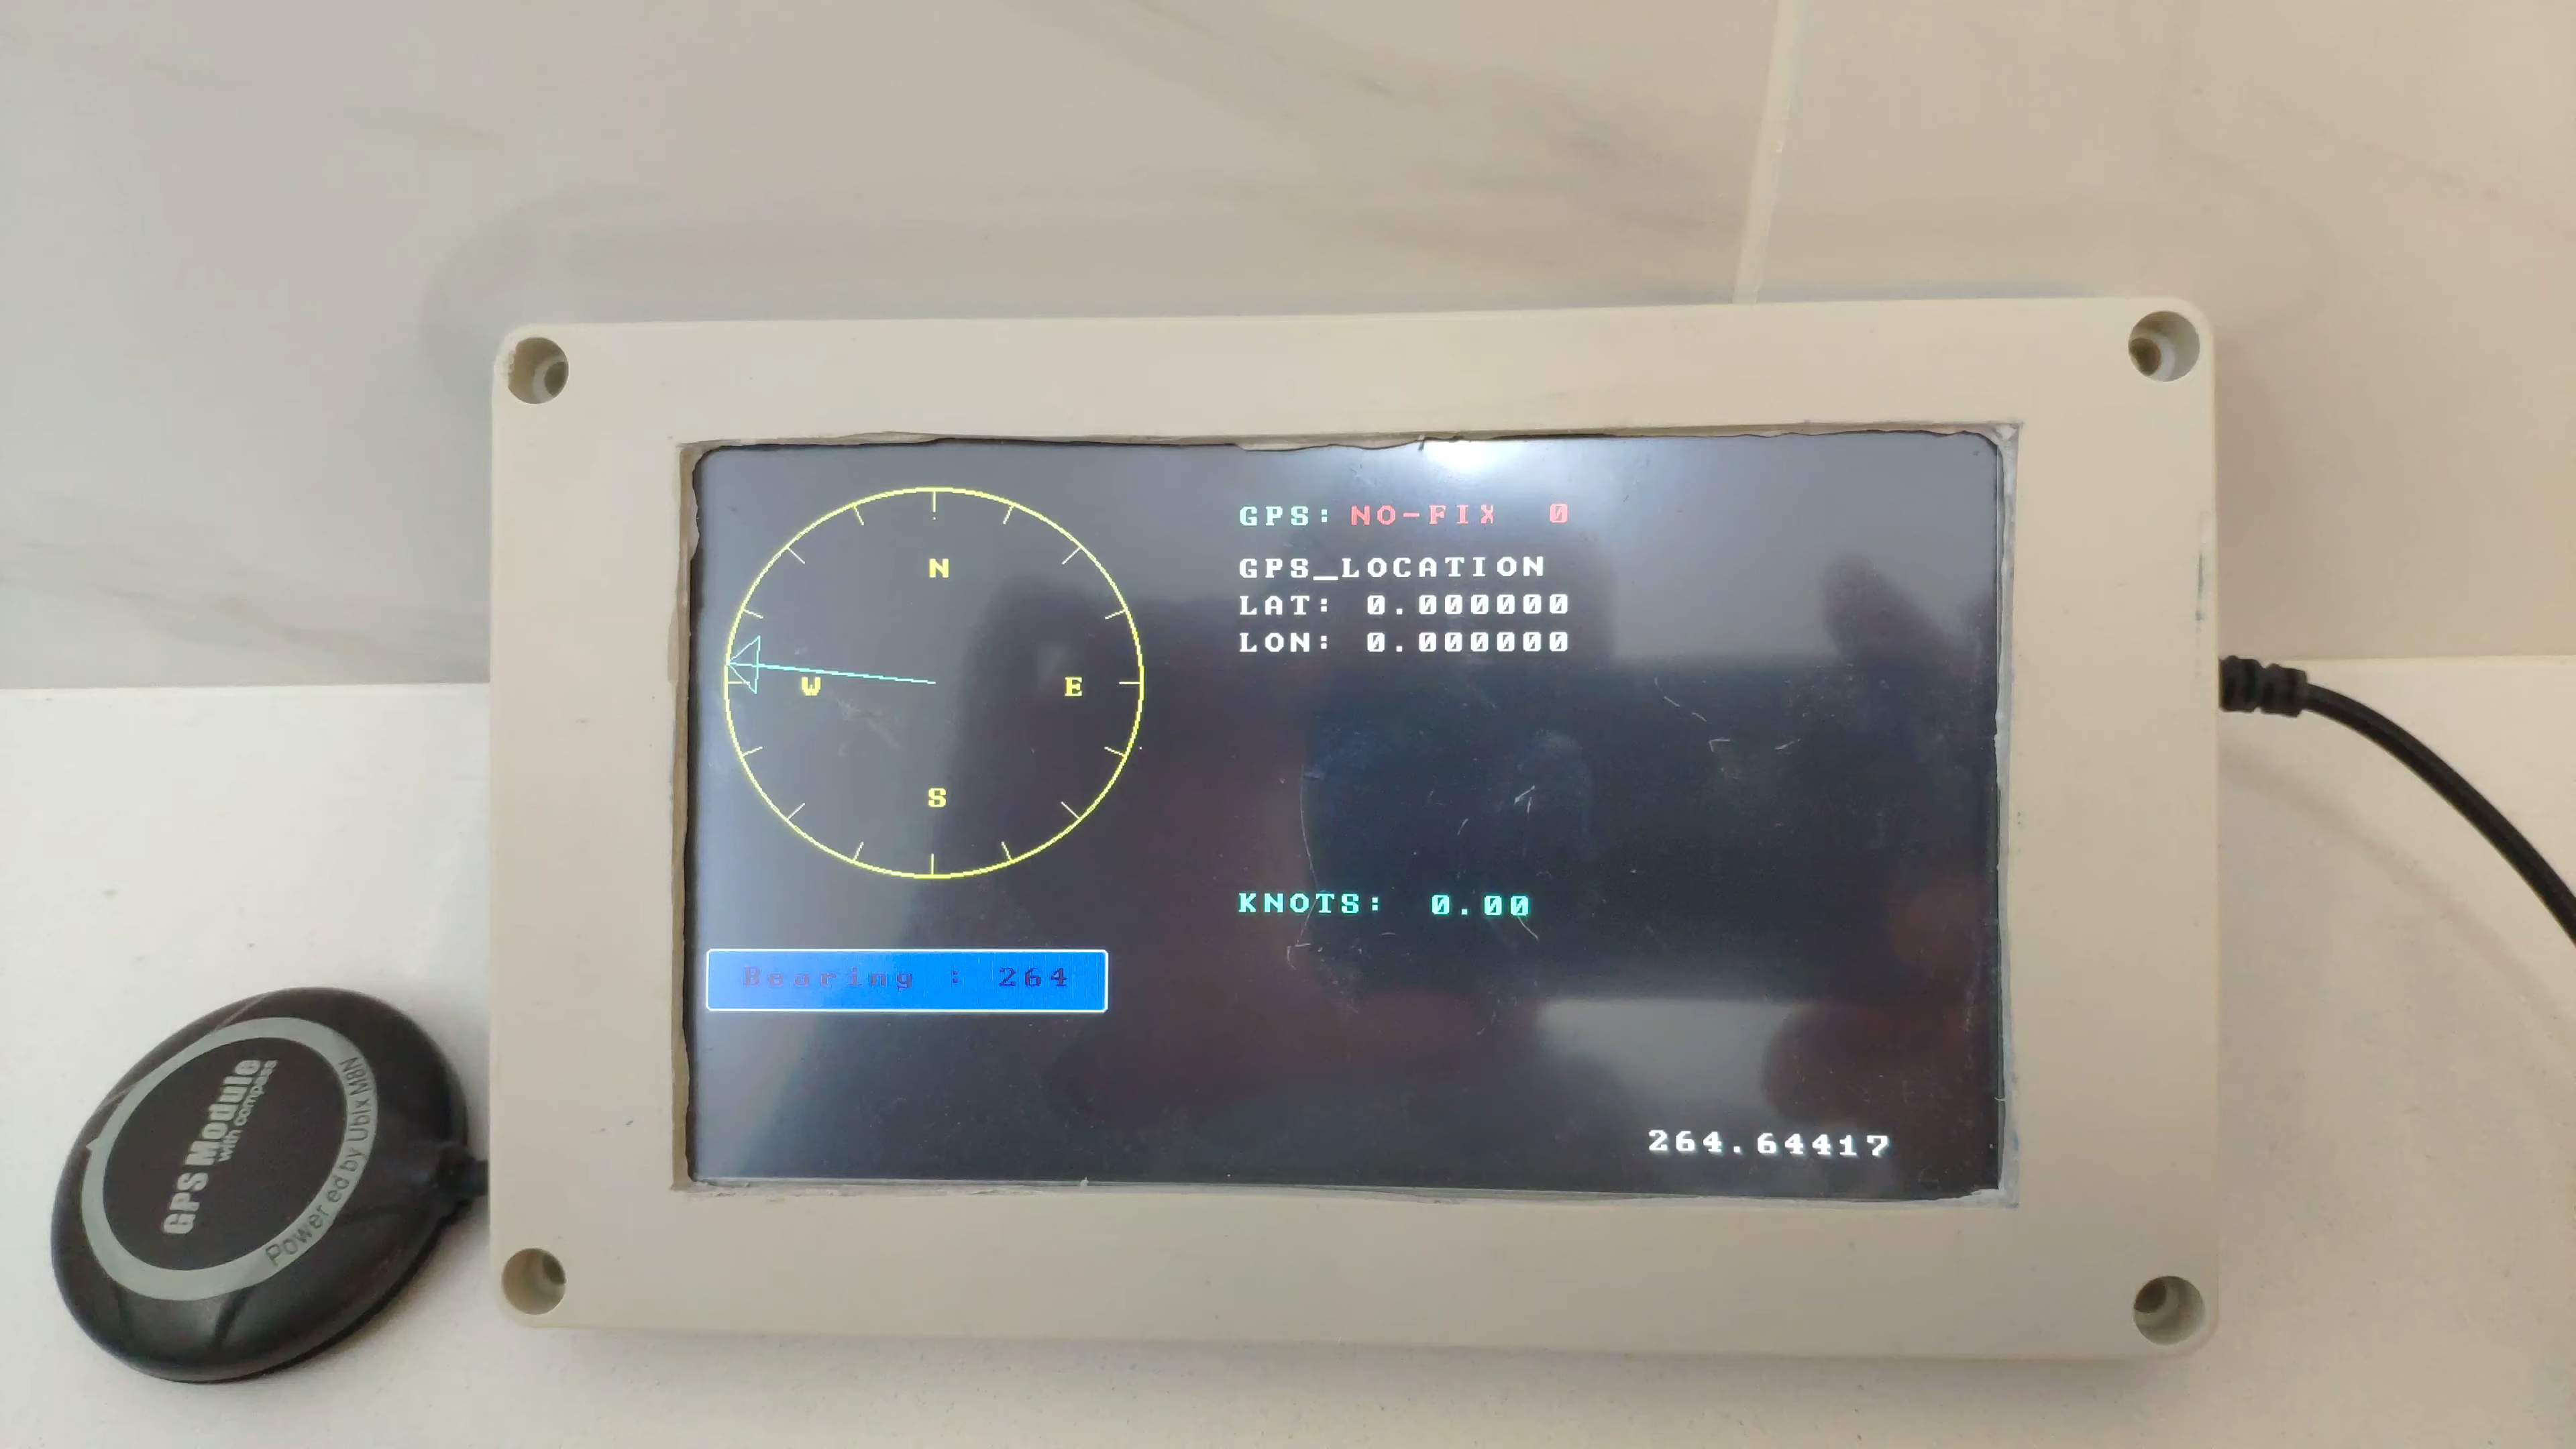 N
W
E
S
GPS: NO-FIX 0
GPS_LOCATION
LAT: 0.000000
LON: 0.000000
KNOTS: 0.00
Bearing : 264
264.64417
GPS Module
with compass
Powered by Ublx M8N